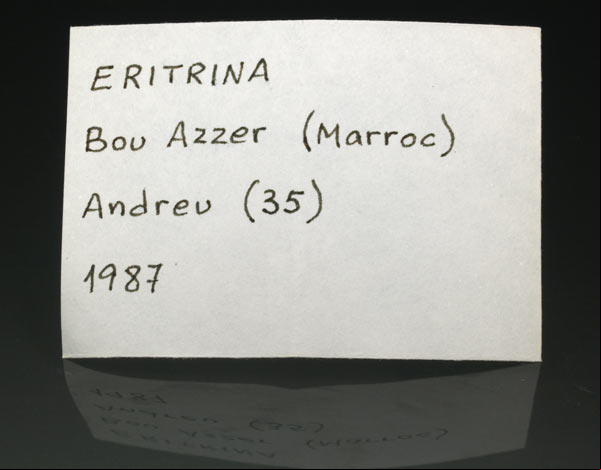 ERITRINA
Bou Azzer (Marroc)
Andreu (35)
1987